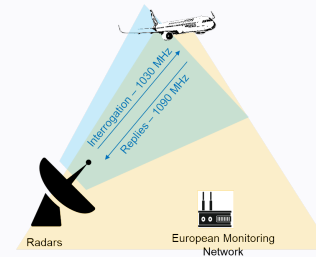 Interrogation – 1030 MHz
Replies – 1090 MHz
Radars
European Monitoring
Network